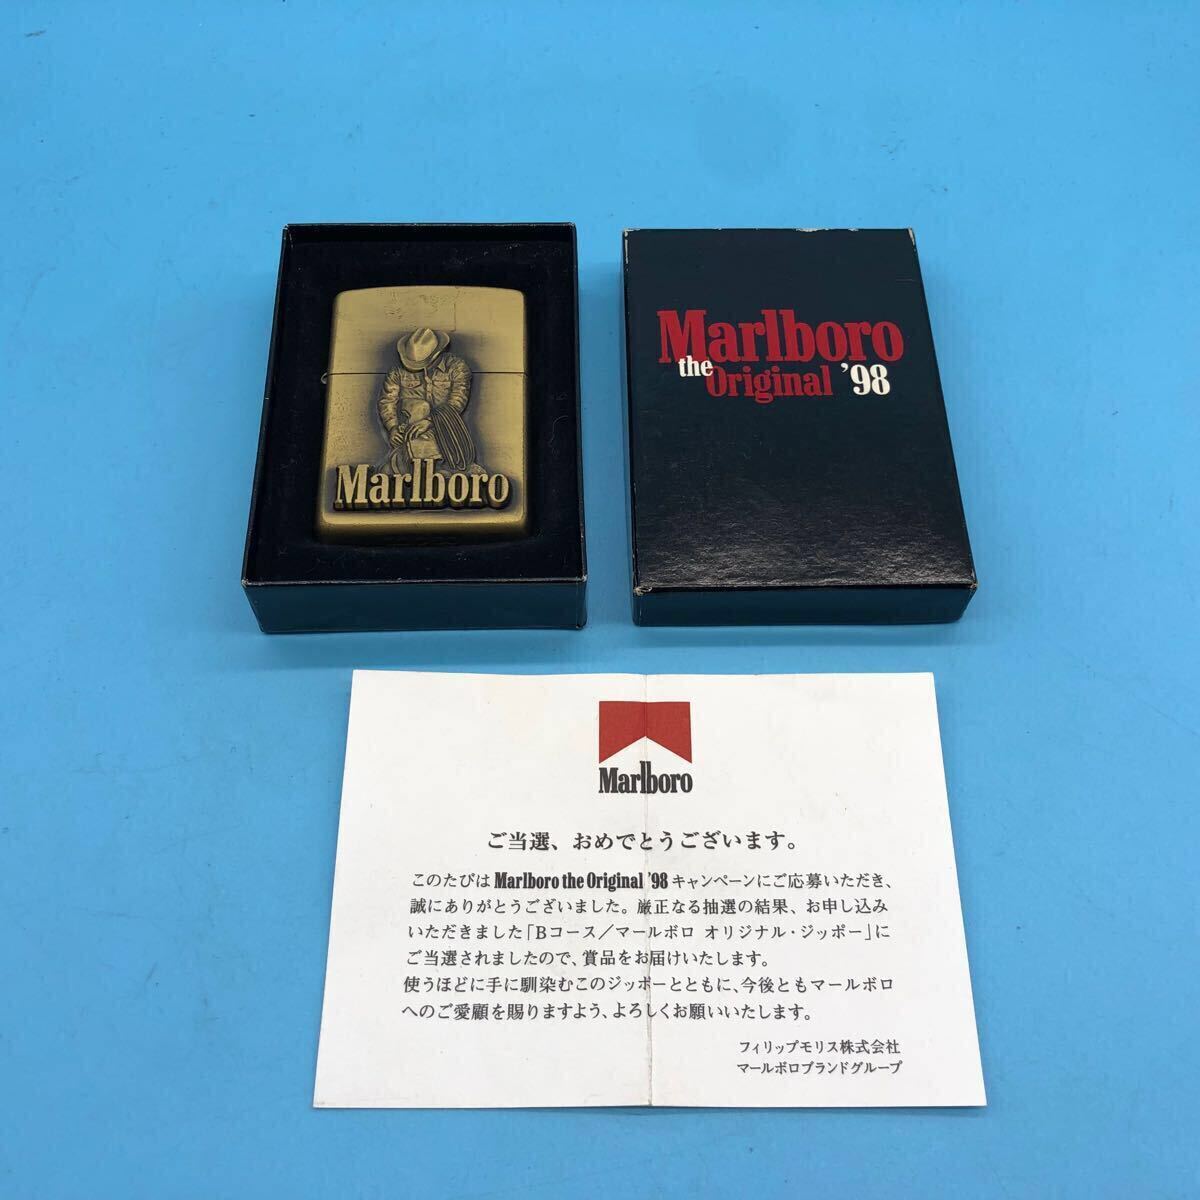 Marlboro
Marlboro
the Original '98
Marlboro
ご当選、おめでとうございます。
このたびは Marlboro the Original '98 キャンペーンにご応募いただき、
誠にありがとうございました。厳正なる抽選の結果、お申し込み
いただきました「Bコース／マールボロ オリジナル・ジッポー」に
ご当選されましたので、賞品をお届けいたします。
使うほどに手に馴染むこのジッポーとともに、今後ともマールボロ
へのご愛顧を賜りますよう、よろしくお願いいたします。
フィリップモリス株式会社
マールボロブランドグループ